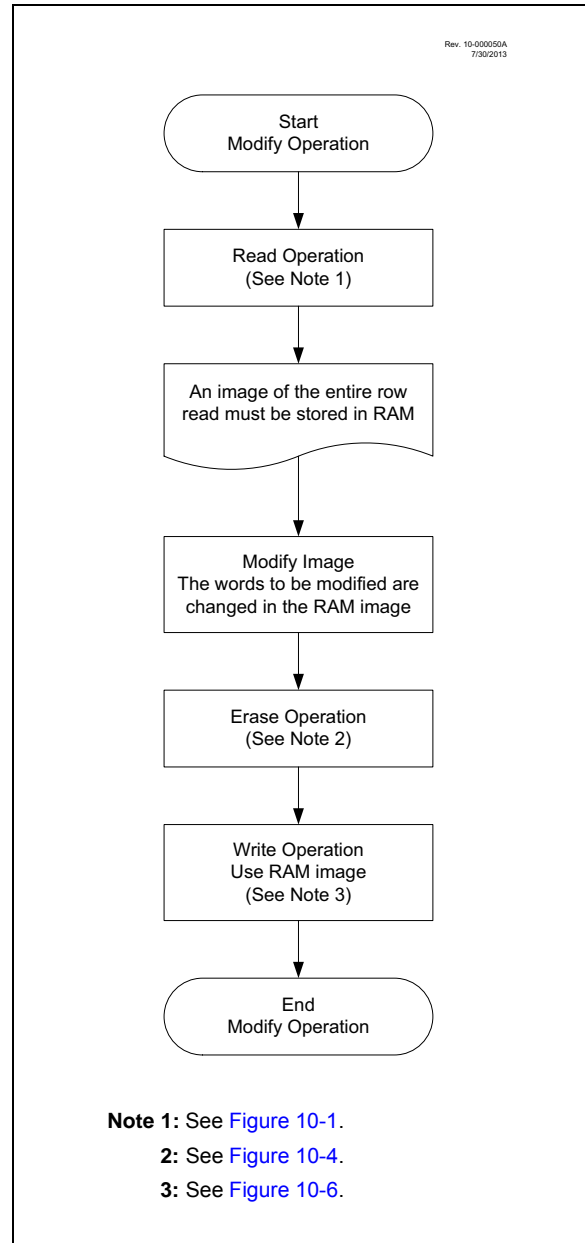 Rev. 10-000050A
7/30/2013
Start
Modify Operation
Read Operation
(See Note 1)
An image of the entire row
read must be stored in RAM
Modify Image
The words to be modified are
changed in the RAM image
Erase Operation
(See Note 2)
Write Operation
Use RAM image
(See Note 3)
End
Modify Operation
Note 1: See Figure 10-1.
2: See Figure 10-4.
3: See Figure 10-6.